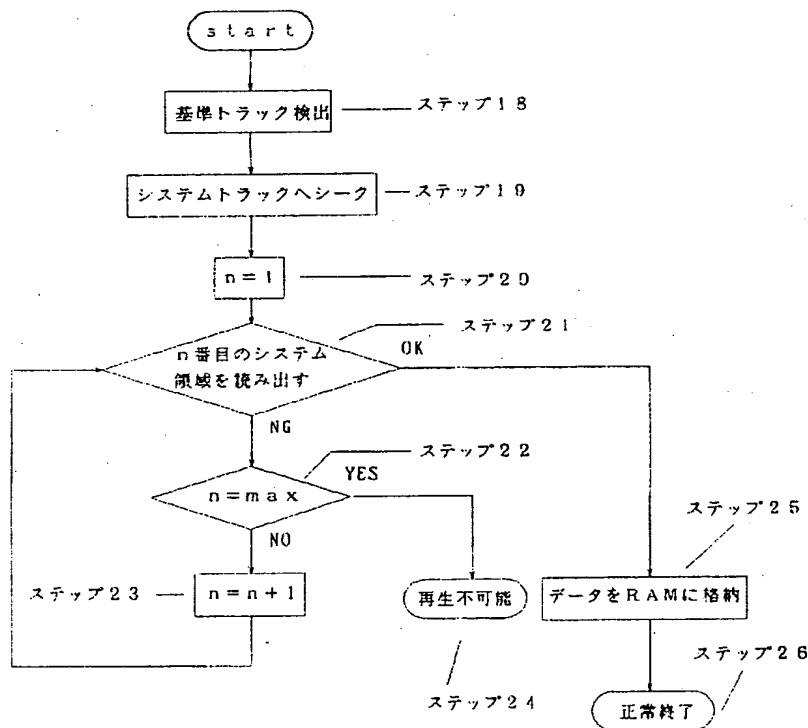 start
基準トラック検出
ステップ18
システムトラックへシーク
ステップ19
n=1
ステップ20
ステップ21
n番目のシステム
領域を読み出す
OK
NG
ステップ22
n=max
YES
NO
ステップ23
n=n+1
再生不可能
ステップ24
ステップ25
データをRAMに格納
ステップ26
正常終了